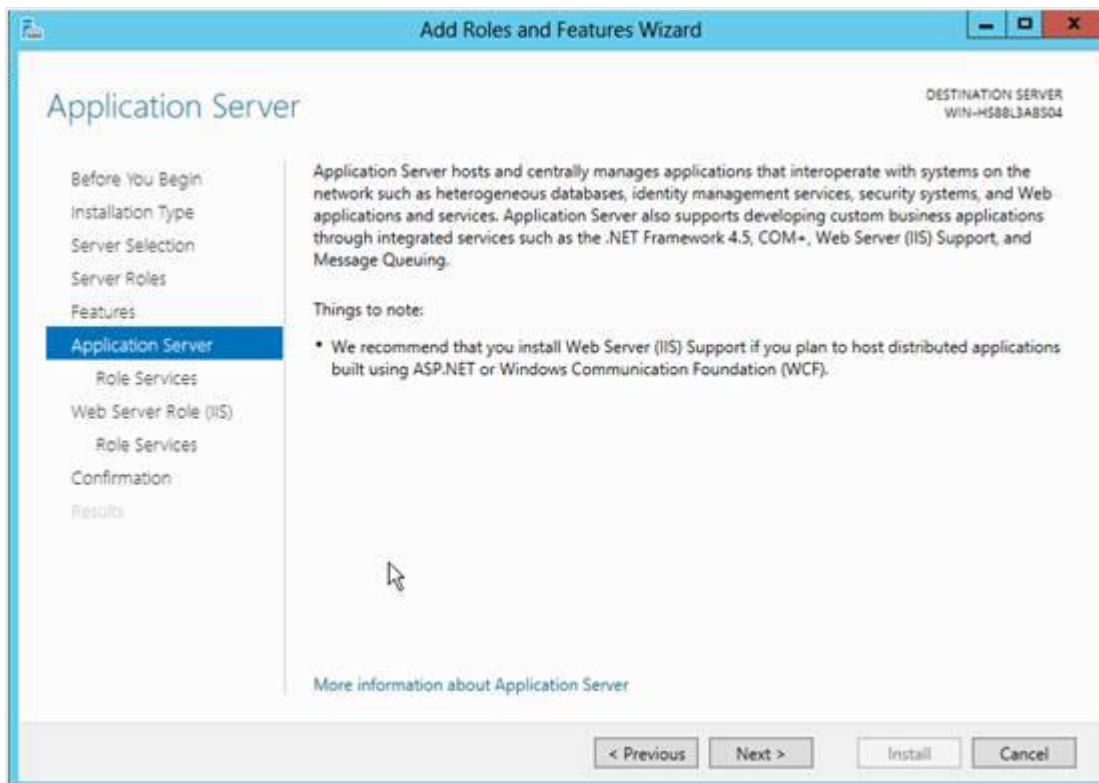 Add Roles and Features Wizard
Application Server
DESTINATION SERVER
WIN-HS88L3ABS04
Before You Begin
Installation Type
Server Selection
Server Roles
Features
Application Server
Role Services
Web Server Role (IIS)
Role Services
Confirmation
Results
Application Server hosts and centrally manages applications that interoperate with systems on the
network such as heterogeneous databases, identity management services, security systems, and Web
applications and services. Application Server also supports developing custom business applications
through integrated services such as the .NET Framework 4.5, COM+, Web Server (IIS) Support, and
Message Queuing.
Things to note:
• We recommend that you install Web Server (IIS) Support if you plan to host distributed applications
built using ASP.NET or Windows Communication Foundation (WCF).
More information about Application Server
< Previous
Next >
Install
Cancel